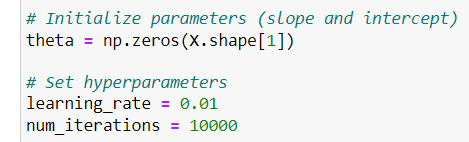 # Initialize parameters (slope and intercept)
theta = np.zeros(X.shape[1])
# Set hyperparameters
learning_rate = 0.01
num_iterations = 10000